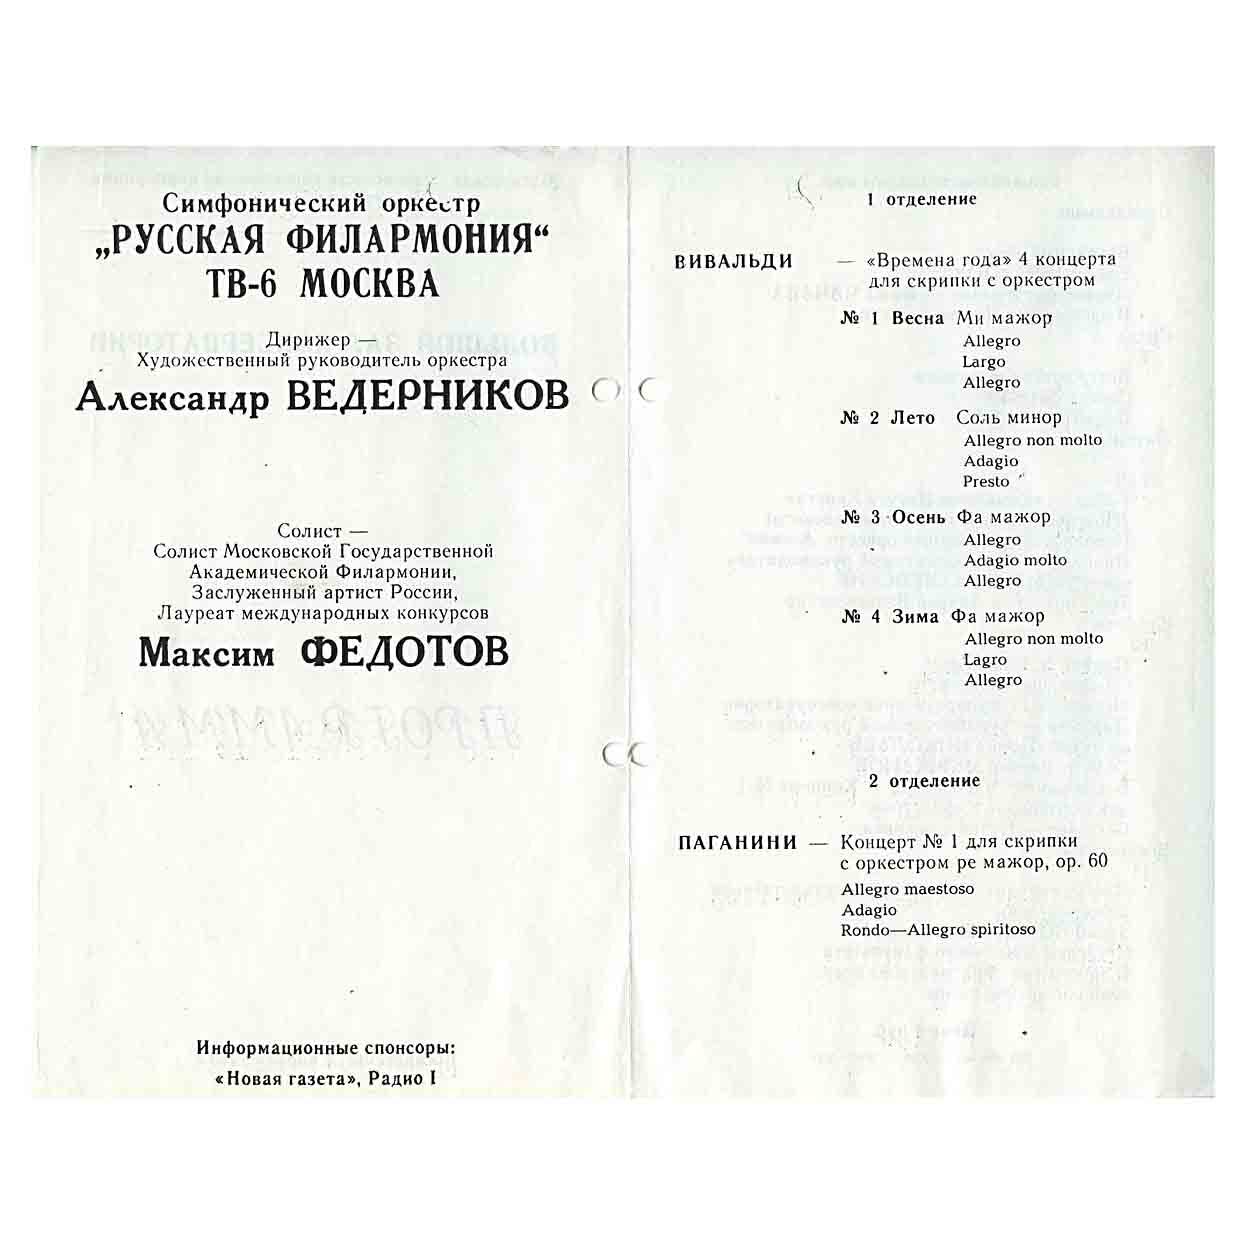 Симфонический оркестр
„РУССКАЯ ФИЛАРМОНИЯ“
ТВ-6 МОСКВА
Дирижер —
Художественный руководитель оркестра
Александр ВЕДЕРНИКОВ
Солист —
Солист Московской Государственной
Академической Филармонии,
Заслуженный артист России,
Лауреат международных конкурсов
Максим ФЕДОТОВ
Информационные спонсоры:
«Новая газета», Радио I
1 отделение
ВИВАЛЬДИ — «Времена года» 4 концерта
для скрипки с оркестром
№ 1 Весна Ми мажор
Allegro
Largo
Allegro
№ 2 Лето Соль минор
Allegro non molto
Adagio
Presto
№ 3 Осень Фа мажор
Allegro
Adagio molto
Allegro
№ 4 Зима Фа мажор
Allegro non molto
Lagro
Allegro
2 отделение
ПАГАНИНИ — Концерт № 1 для скрипки
с оркестром ре мажор, ор. 60
Allegro maestoso
Adagio
Rondo—Allegro spiritoso